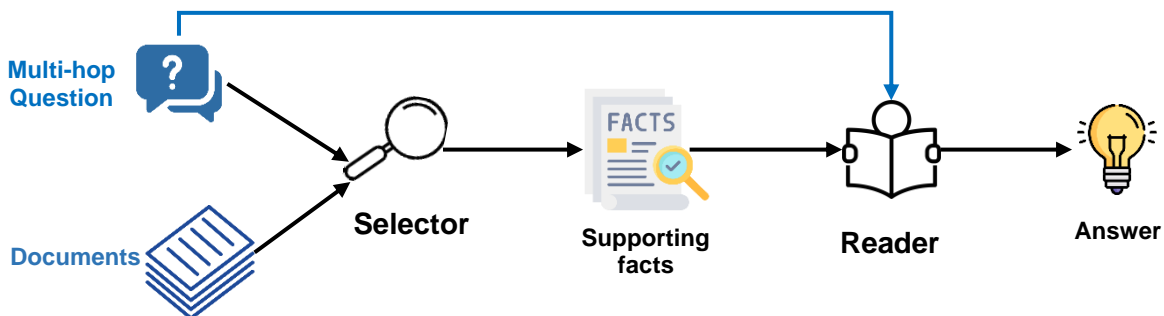 Multi-hop
Question
?
Documents
Selector
FACTS
Supporting
facts
Reader
Answer